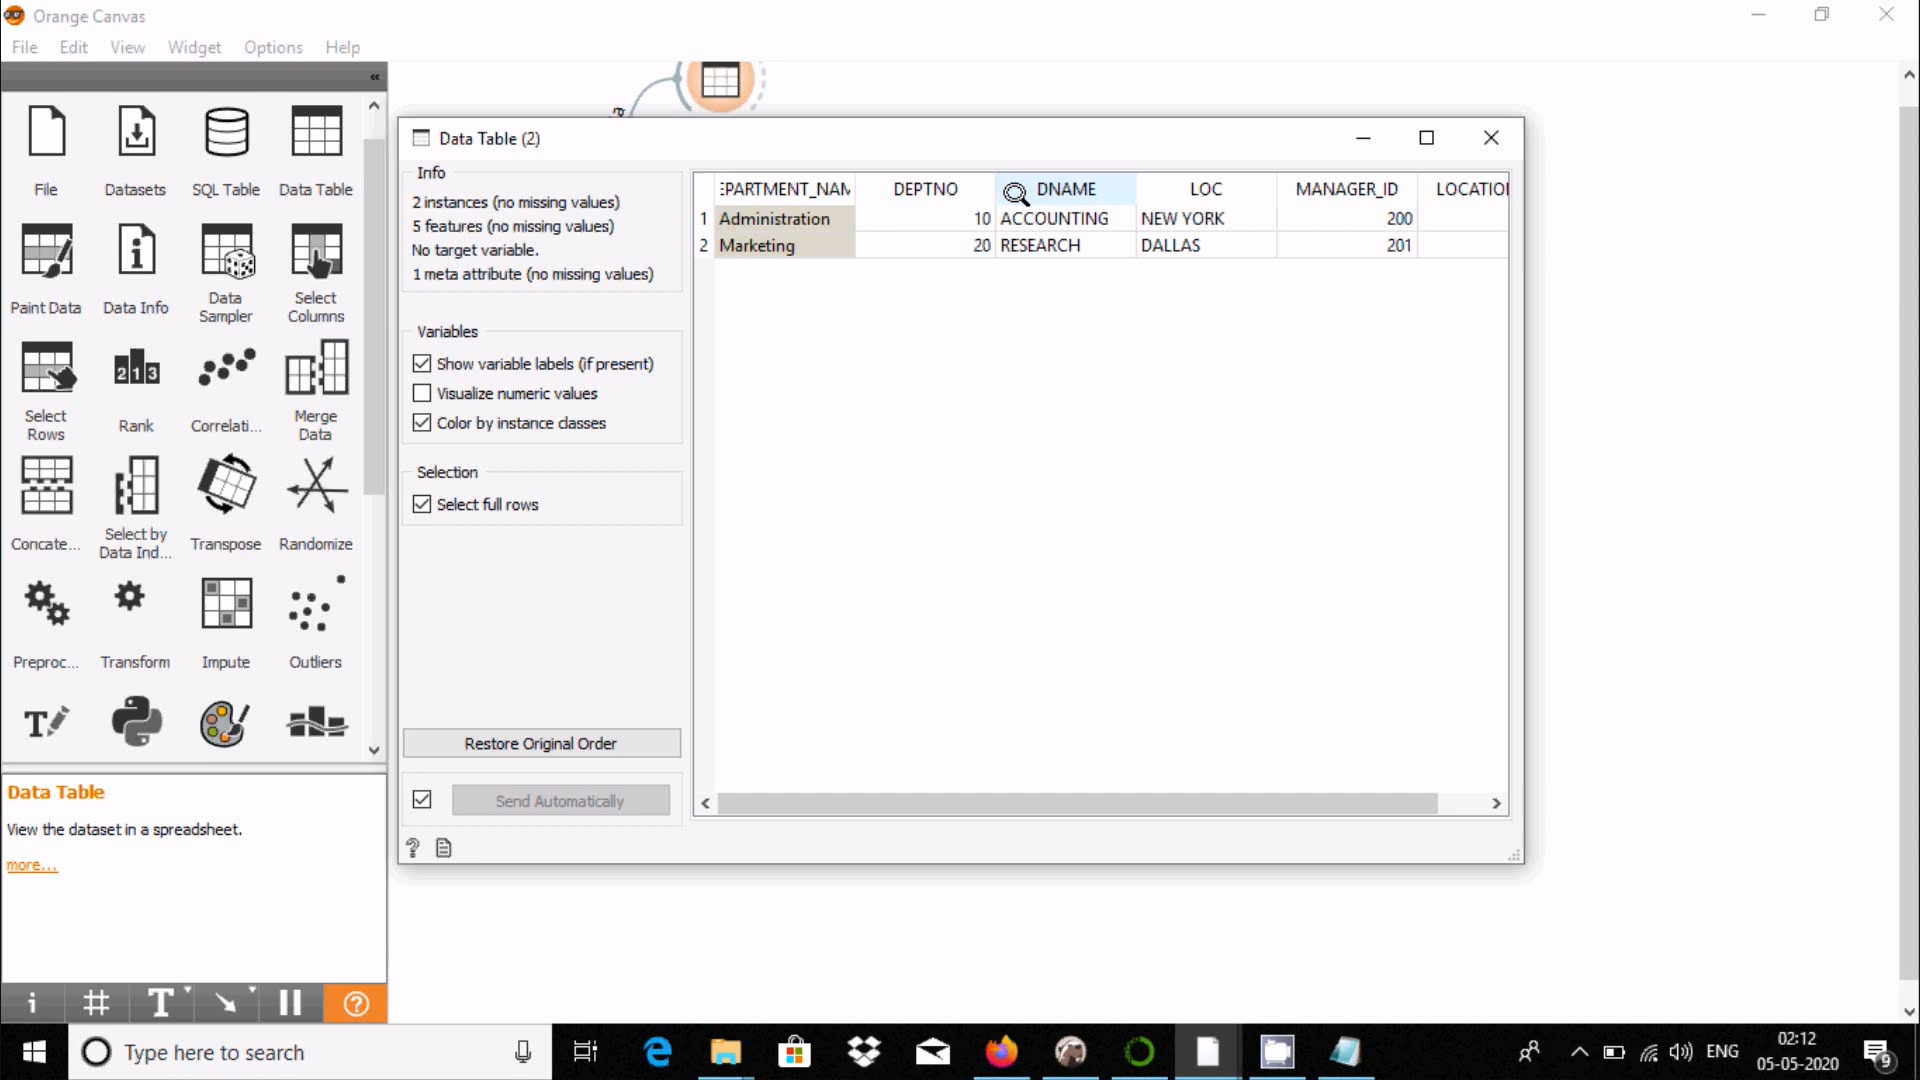 Orange Canvas
File Edit View Widget Options Help
File Datasets SQL Table Data Table
Paint Data Data Info Data Sampler Select Columns
Select Rows Rank Correlati... Merge Data
Concate... Select by Data Ind... Transpose Randomize
Preproc... Transform Impute Outliers
Data Table
View the dataset in a spreadsheet.
more...
Data Table (2)
Info
2 instances (no missing values)
5 features (no missing values)
No target variable.
1 meta attribute (no missing values)
Variables
Show variable labels (if present)
Visualize numeric values
Color by instance classes
Selection
Select full rows
Restore Original Order
Send Automatically
EPARTMENT_NAM DEPTNO DNAME LOC MANAGER_ID LOCATIO
1 Administration 10 ACCOUNTING NEW YORK 200
2 Marketing 20 RESEARCH DALLAS 201
Type here to search
ENG
02:12
05-05-2020
9